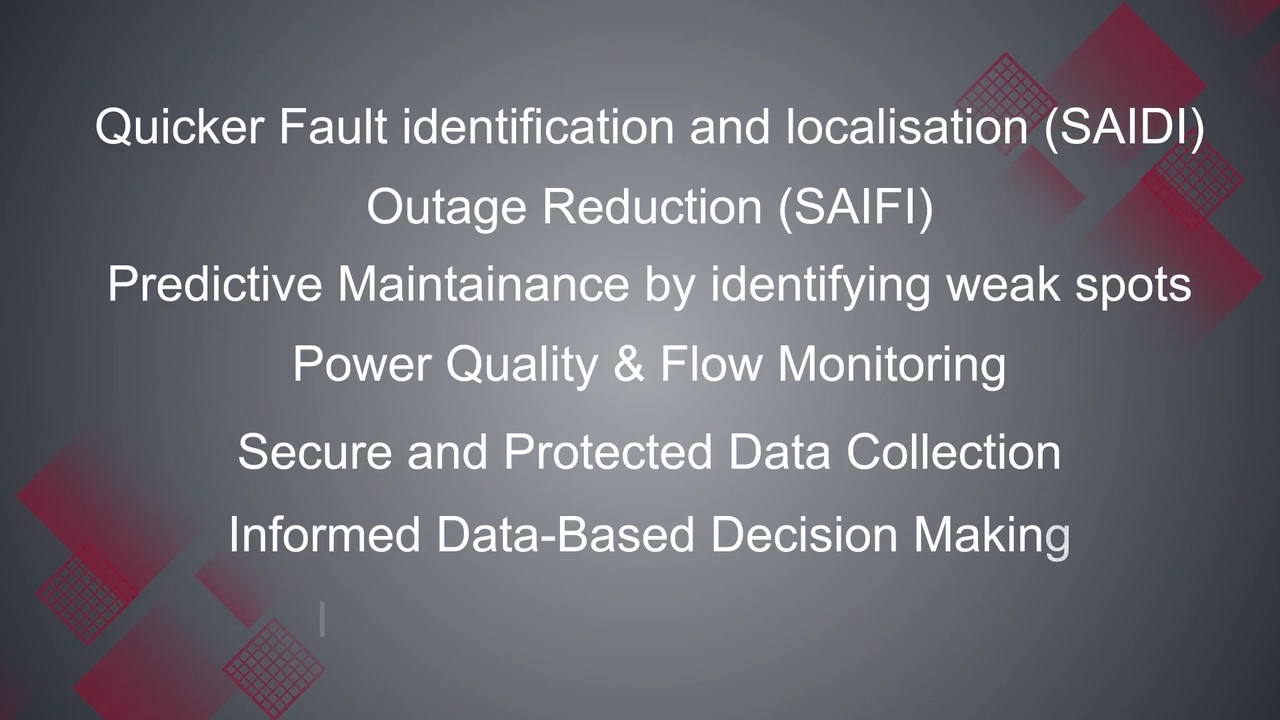 Quicker Fault identification and localisation (SAIDI)
Outage Reduction (SAIFI)
Predictive Maintainance by identifying weak spots
Power Quality & Flow Monitoring
Secure and Protected Data Collection
Informed Data-Based Decision Making